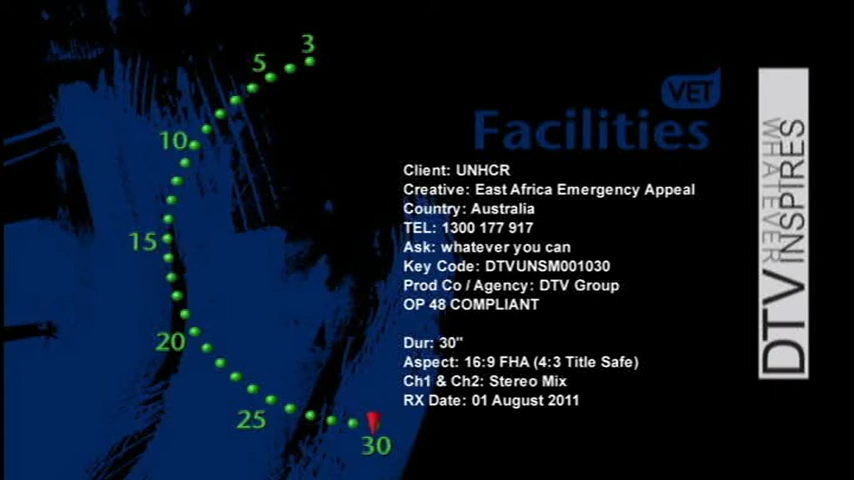 3
5
10
15
20
25
30
VET
Facilities
Client: UNHCR
Creative: East Africa Emergency Appeal
Country: Australia
TEL: 1300 177 917
Ask: whatever you can
Key Code: DTVUNSM001030
Prod Co / Agency: DTV Group
OP 48 COMPLIANT
Dur: 30"
Aspect: 16:9 FHA (4:3 Title Safe)
Ch1 & Ch2: Stereo Mix
RX Date: 01 August 2011
DTV
WHATEVER
INSPIRES